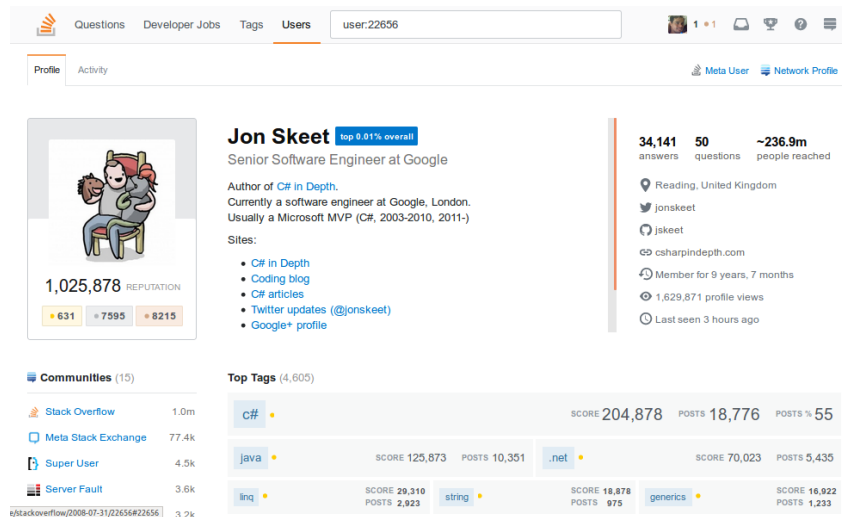 Questions Developer Jobs Tags Users user:22656 1 1
Profile Activity Meta User Network Profile
Jon Skeet top 0.01% overall
Senior Software Engineer at Google
Author of C# in Depth.
Currently a software engineer at Google, London.
Usually a Microsoft MVP (C#, 2003-2010, 2011-)
Sites:
C# in Depth
Coding blog
C# articles
Twitter updates (@jonskeet)
Google+ profile
1,025,878 REPUTATION
631 7595 8215
34,141 50 ~236.9m
answers questions people reached
Reading, United Kingdom
jonskeet
jskeet
csharpindepth.com
Member for 9 years, 7 months
1,629,871 profile views
Last seen 3 hours ago
Communities (15)
Stack Overflow 1.0m
Meta Stack Exchange 77.4k
Super User 4.5k
Server Fault 3.6k
3.2k
Top Tags (4,605)
c# SCORE 204,878 POSTS 18,776 POSTS % 55
java SCORE 125,873 POSTS 10,351 .net SCORE 70,023 POSTS 5,435
linq SCORE 29,310 POSTS 2,923 string SCORE 18,878 POSTS 975 generics SCORE 16,922 POSTS 1,233
e/stackoverflow/2008-07-31/22656#22656